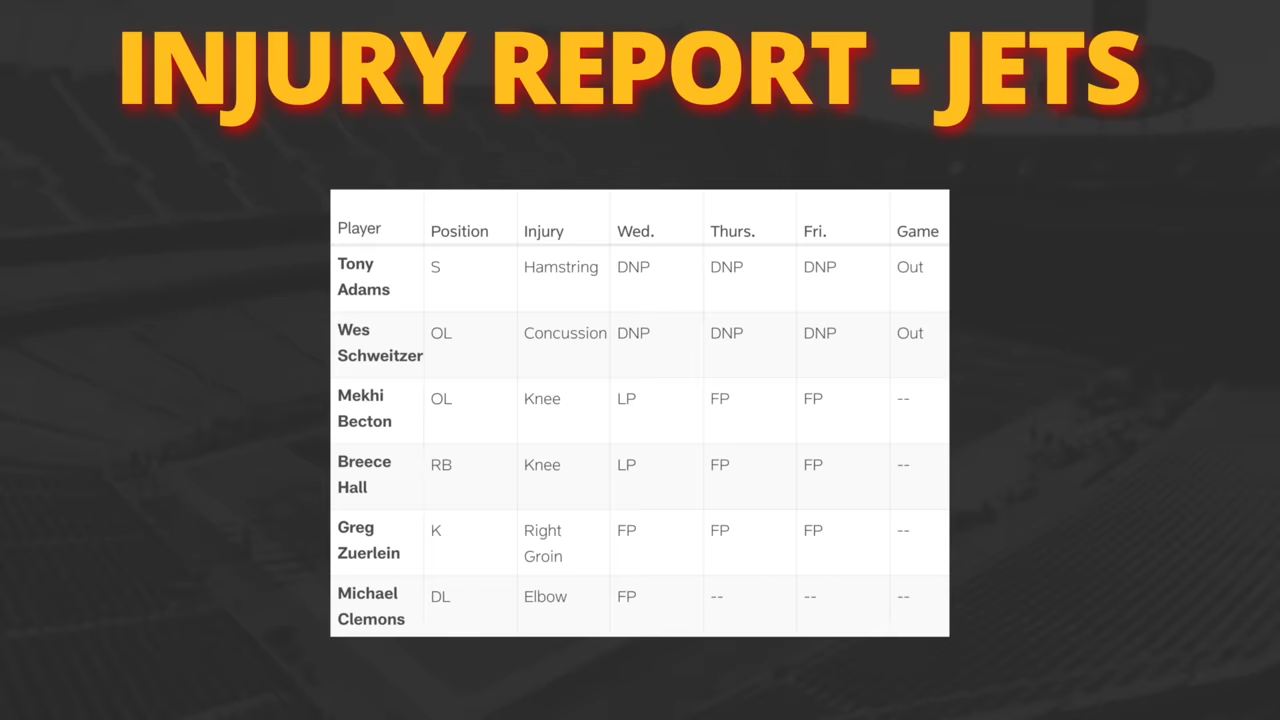 INJURY REPORT - JETS
Player Position Injury Wed. Thurs. Fri. Game
Tony Adams S Hamstring DNP DNP DNP Out
Wes Schweitzer OL Concussion DNP DNP DNP Out
Mekhi Becton OL Knee LP FP FP --
Breece Hall RB Knee LP FP FP --
Greg Zuerlein K Right Groin FP FP FP --
Michael Clemons DL Elbow FP -- -- --